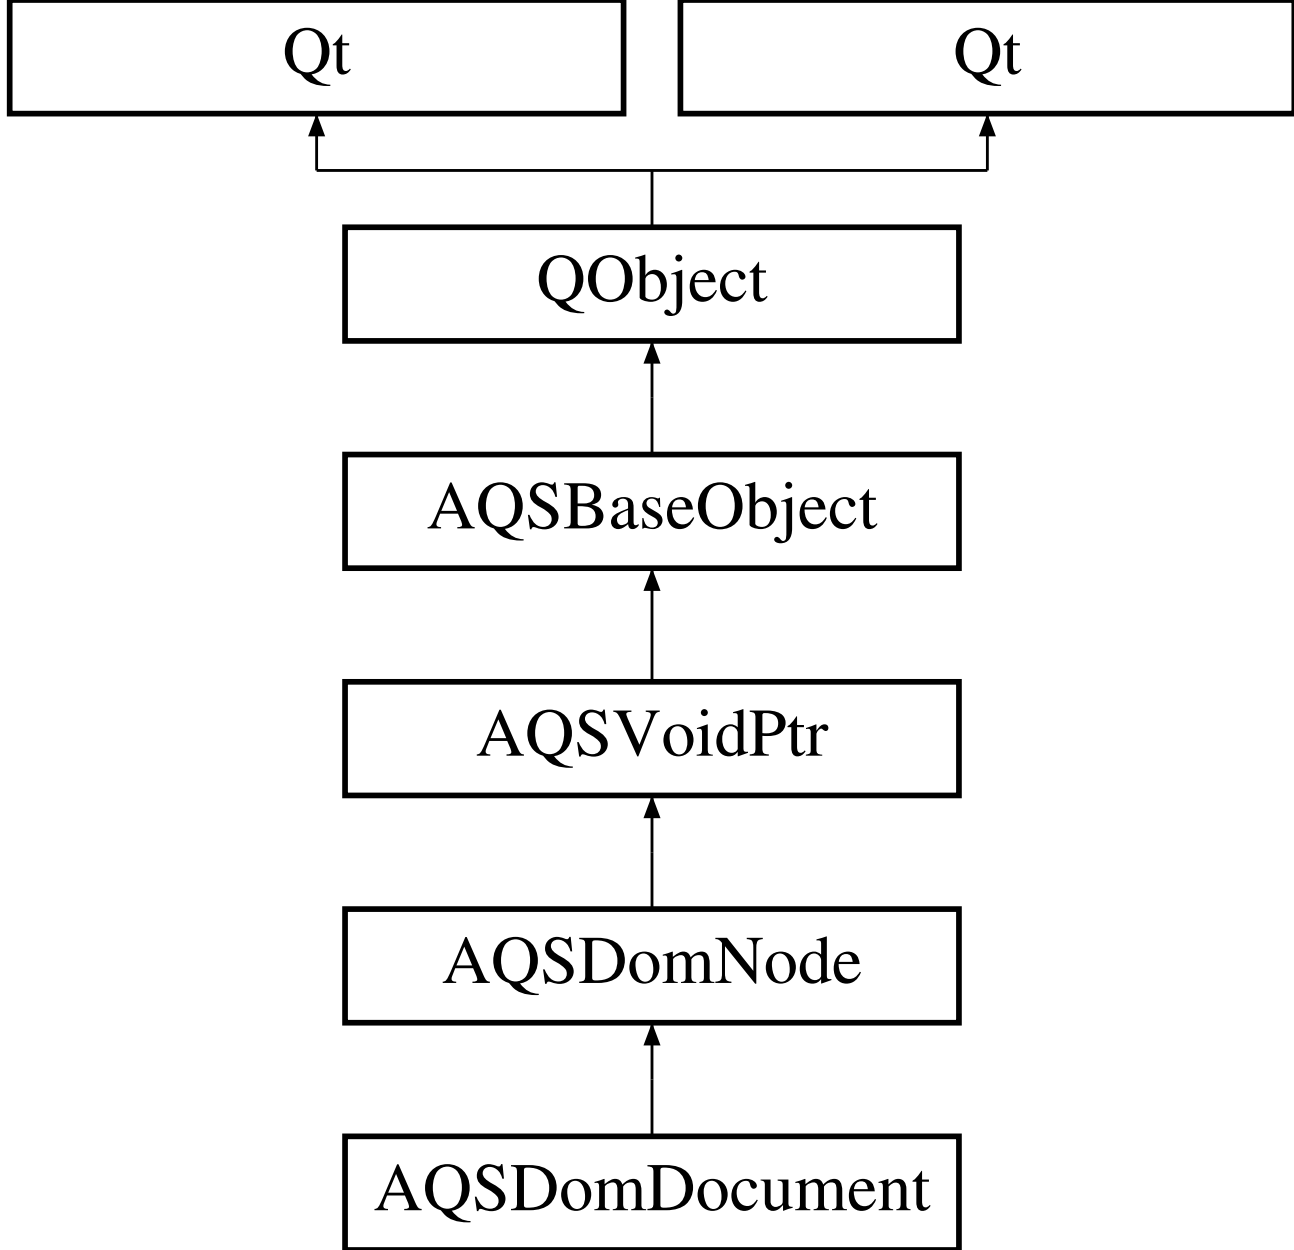 Qt
Qt
QObject
AQSBaseObject
AQSVoidPtr
AQSDomNode
AQSDomDocument